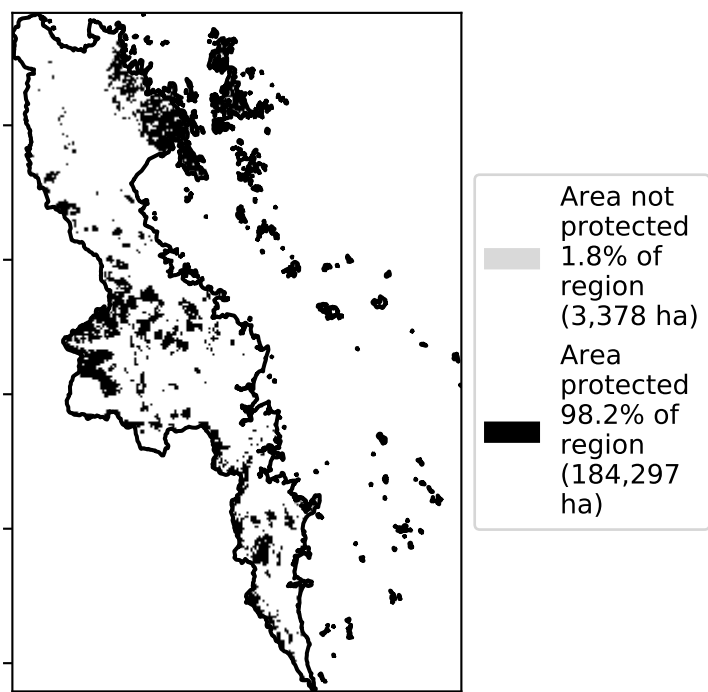 Area not
protected
1.8% of
region
(3,378 ha)
Area
protected
98.2% of
region
(184,297
ha)